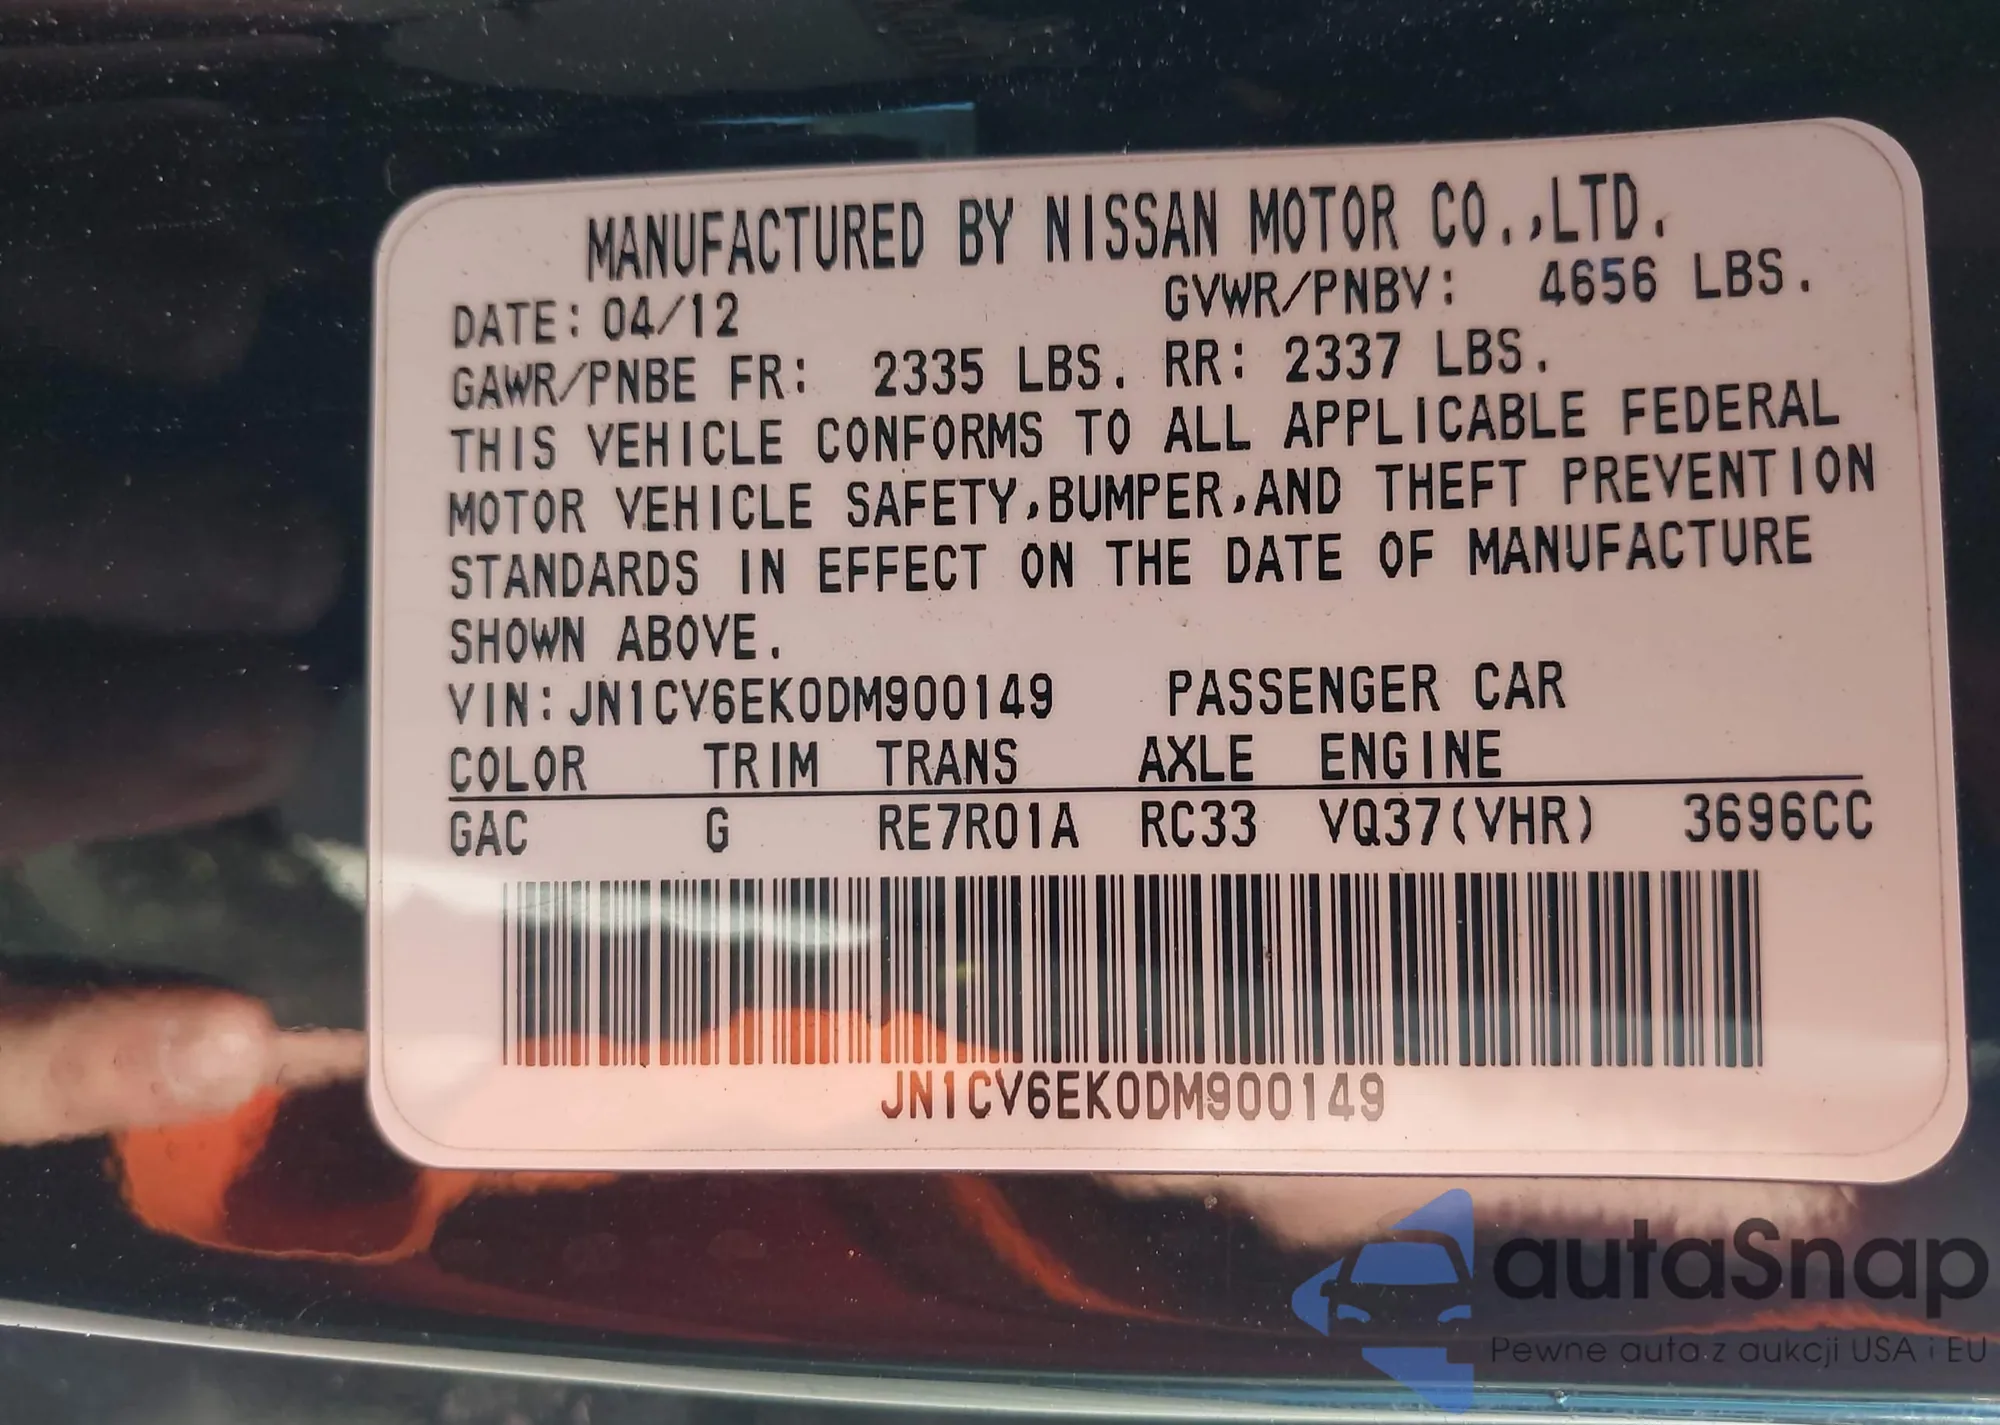 MANUFACTURED BY NISSAN MOTOR CO.,LTD.
DATE: 04/12 GVWR/PNBV: 4656 LBS.
GAWR/PNBE FR: 2335 LBS. RR: 2337 LBS.
THIS VEHICLE CONFORMS TO ALL APPLICABLE FEDERAL
MOTOR VEHICLE SAFETY,BUMPER,AND THEFT PREVENTION
STANDARDS IN EFFECT ON THE DATE OF MANUFACTURE
SHOWN ABOVE.
VIN:JN1CV6EK0DM900149 PASSENGER CAR
COLOR TRIM TRANS AXLE ENGINE
GAC G RE7R01A RC33 VQ37(VHR) 3696CC
JN1CV6EK0DM900149
autaSnap
Pewne auta z aukcji USA i EU